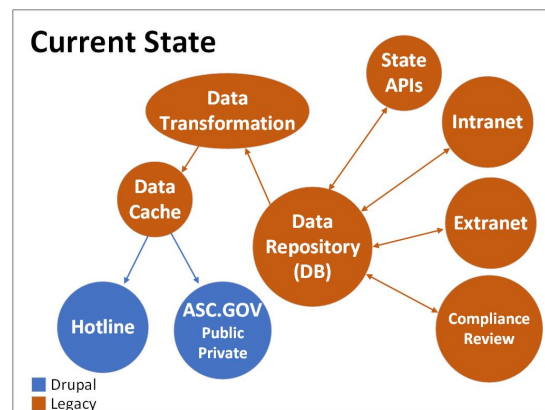 Current State
State
APIs
Data
Transformation
Intranet
Data
Cache
Data
Repository
(DB)
Extranet
Hotline
ASC.GOV
Public
Private
Compliance
Review
Drupal
Legacy